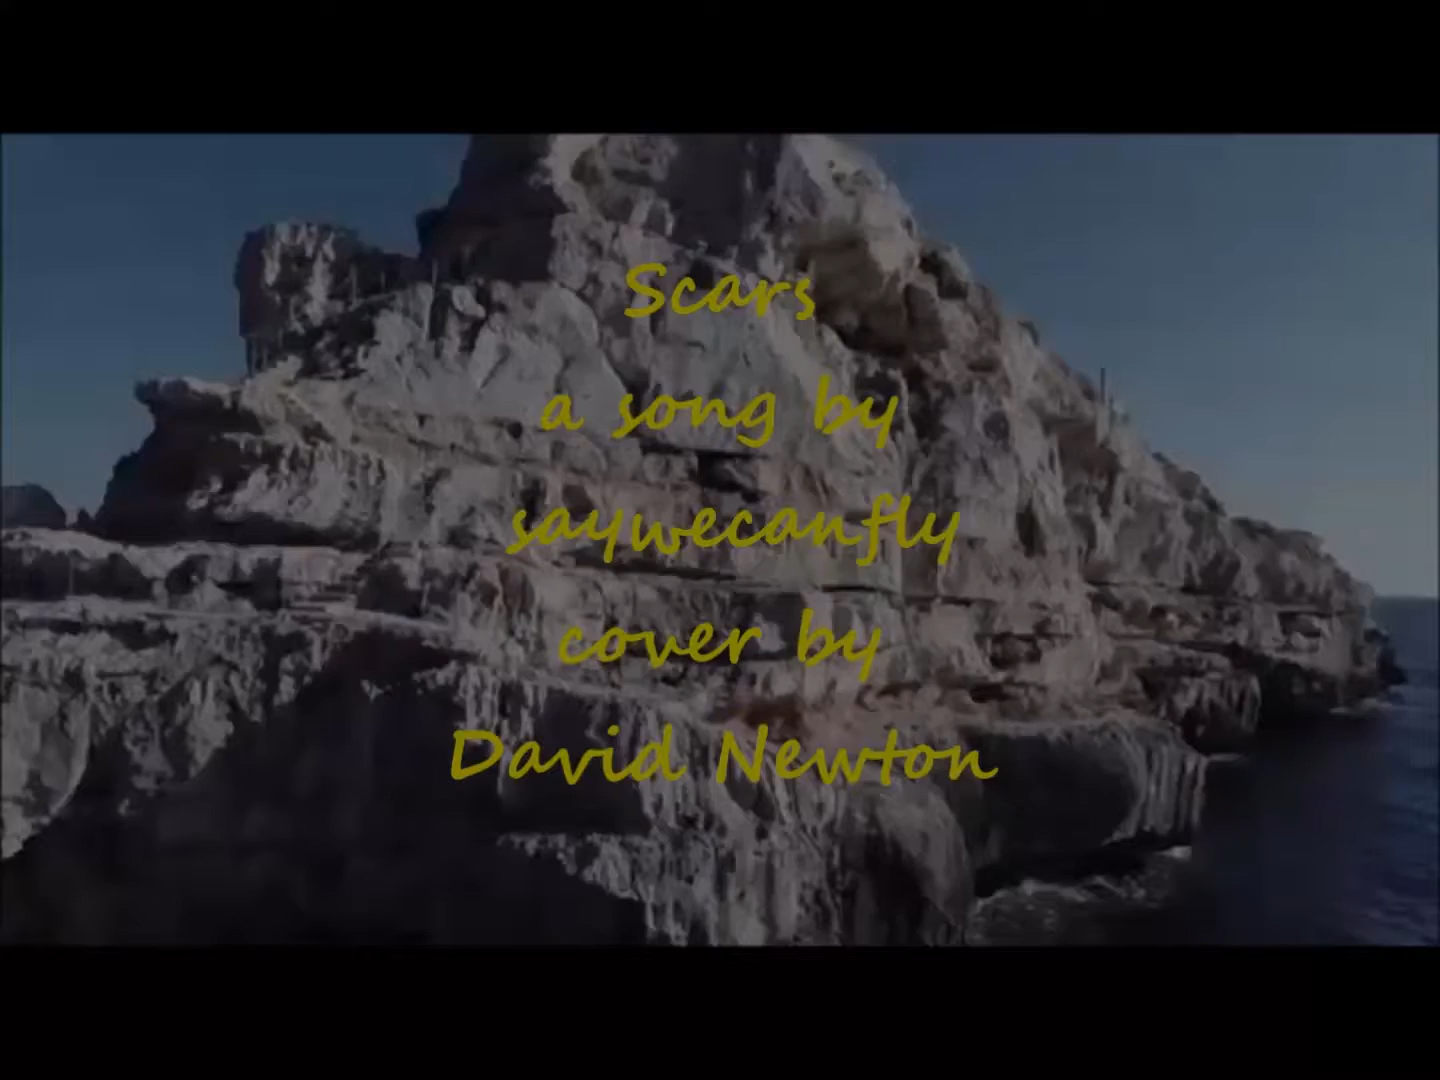 Scars
a song by
saywecanfly
cover by
David Newton